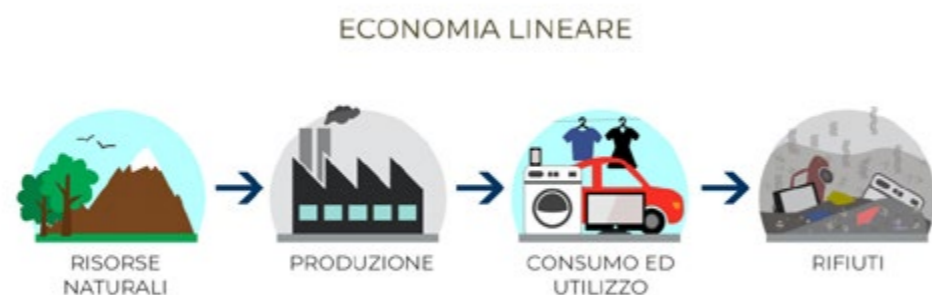 ECONOMIA LINEARE
RISORSE
NATURALI
PRODUZIONE
CONSUMO ED
UTILIZZO
RIFIUTI